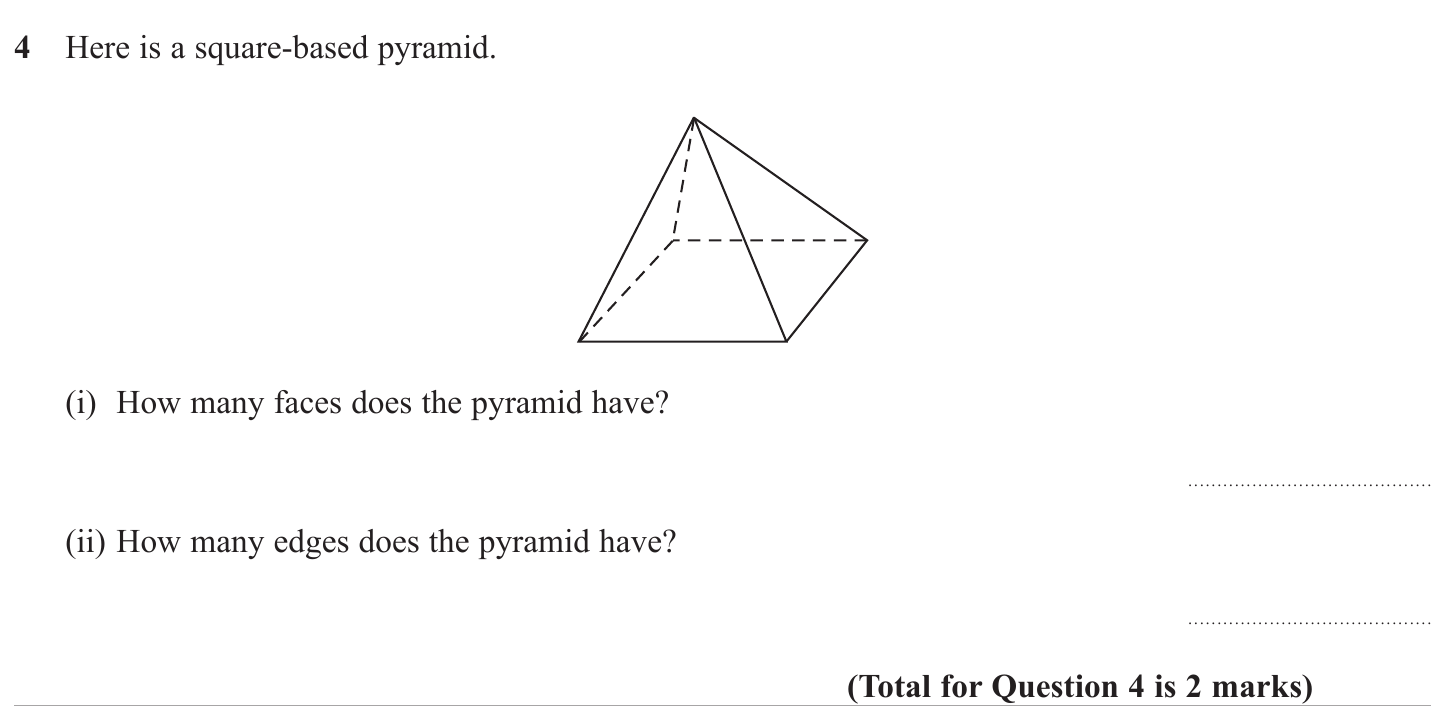 4 Here is a square-based pyramid.
(i) How many faces does the pyramid have?
(ii) How many edges does the pyramid have?
(Total for Question 4 is 2 marks)